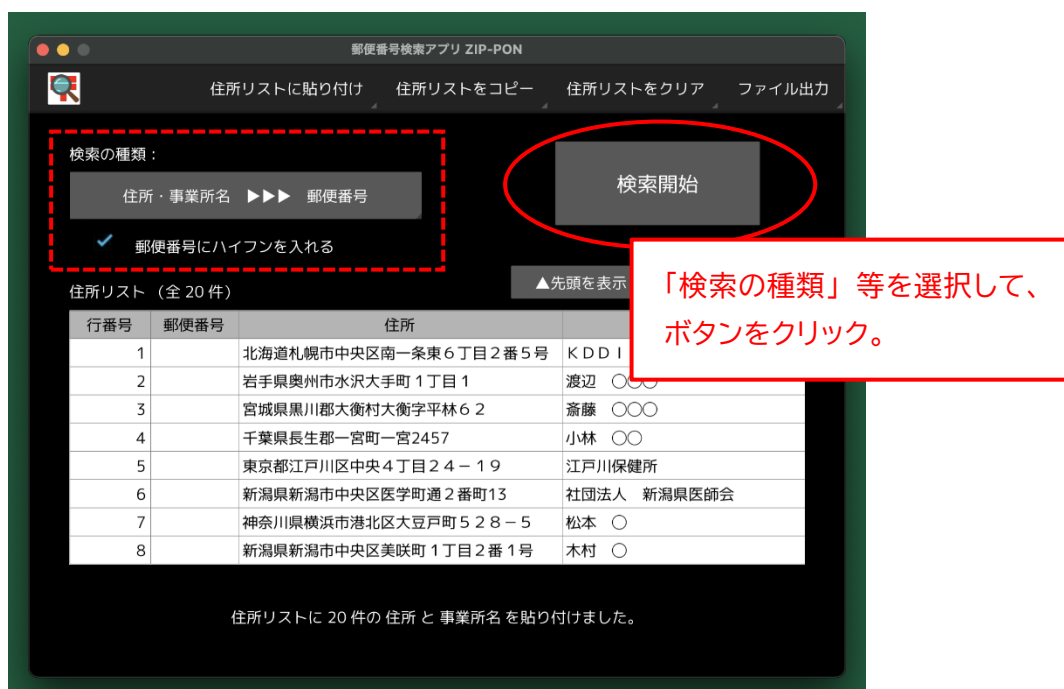 郵便番号検索アプリ ZIP-PON
住所リストに貼り付け 住所リストをコピー 住所リストをクリア ファイル出力
検索の種類：
住所・事業所名 ▶▶▶ 郵便番号
検索開始
郵便番号にハイフンを入れる
「検索の種類」等を選択して、
ボタンをクリック。
住所リスト （全 20 件）
▲先頭を表示
行番号 郵便番号 住所
1 北海道札幌市中央区南一条東６丁目２番５号 ＫＤＤＩ
2 岩手県奥州市水沢大手町１丁目１ 渡辺　○○○
3 宮城県黒川郡大衡村大衡字平林６２ 斎藤　○○○
4 千葉県長生郡一宮町一宮2457 小林　○○
5 東京都江戸川区中央４丁目２４－１９ 江戸川保健所
6 新潟県新潟市中央区医学町通２番町13 社団法人　新潟県医師会
7 神奈川県横浜市港北区大豆戸町５２８－５ 松本　○
8 新潟県新潟市中央区美咲町１丁目２番１号 木村　○
住所リストに 20 件の 住所 と 事業所名 を貼り付けました。